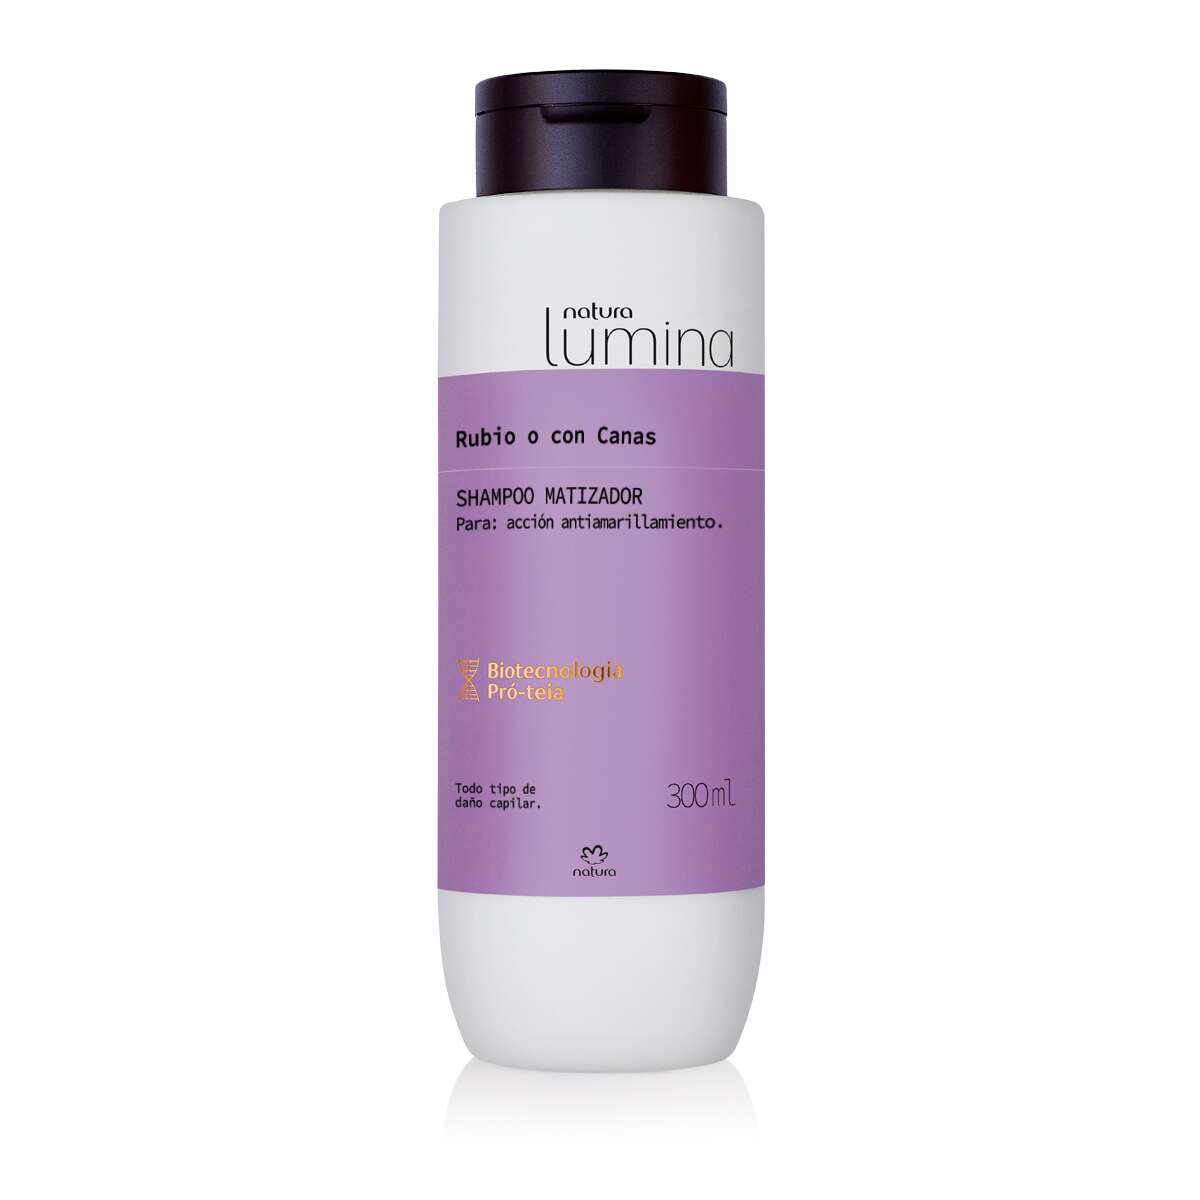 natura
lumina
Rubio o con Canas
SHAMPOO MATIZADOR
Para: acción antiamarillamiento.
Biotecnologia
Pró-teia
Todo tipo de
daño capilar.
300ml
natura